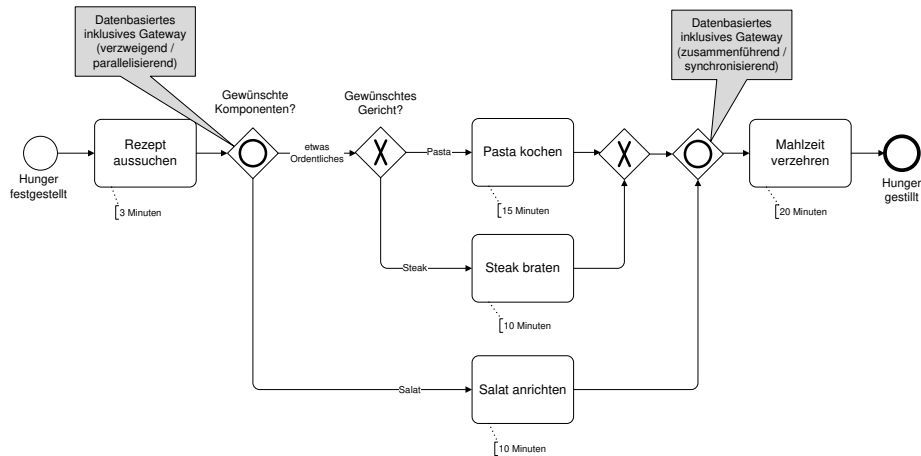 Datenbasiertes
inklusives Gateway
(verzweigend /
parallelisierend)
Datenbasiertes
inklusives Gateway
(zusammenführend /
synchronisierend)
Gewünschte
Komponenten?
Gewünschtes
Gericht?
Hunger
festgestellt
Rezept
aussuchen
3 Minuten
etwas
Ordentliches
X
Pasta
Pasta kochen
15 Minuten
X
Mahlzeit
verzehren
20 Minuten
Hunger
gestillt
Steak
Steak braten
10 Minuten
Salat
Salat anrichten
10 Minuten